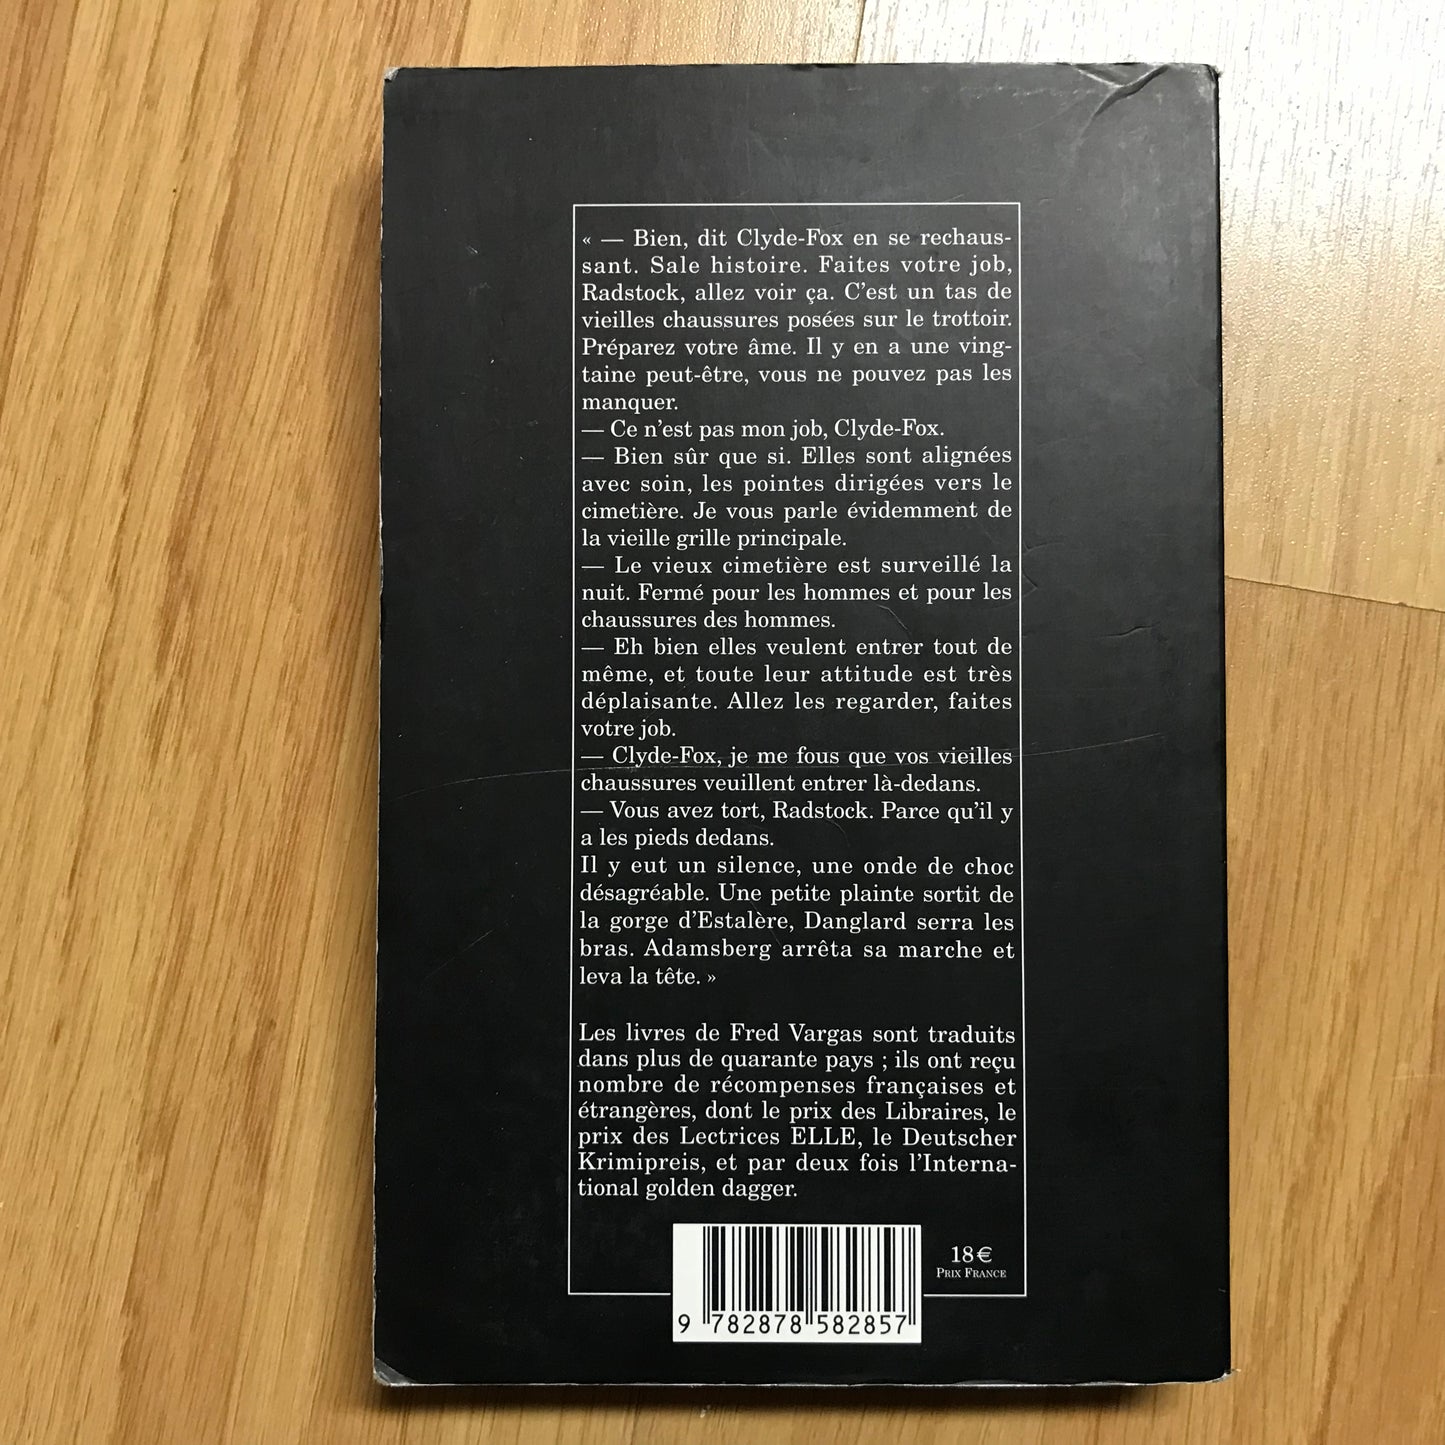 « — Bien, dit Clyde-Fox en se rechaus-
sant. Sale histoire. Faites votre job,
Radstock, allez voir ça. C'est un tas de
vieilles chaussures posées sur le trottoir.
Préparez votre âme. Il y en a une ving-
taine peut-être, vous ne pouvez pas les
manquer.
— Ce n'est pas mon job, Clyde-Fox.
— Bien sûr que si. Elles sont alignées
avec soin, les pointes dirigées vers le
cimetière. Je vous parle évidemment de
la vieille grille principale.
— Le vieux cimetière est surveillé la
nuit. Fermé pour les hommes et pour les
chaussures des hommes.
— Eh bien elles veulent entrer tout de
même, et toute leur attitude est très
déplaisante. Allez les regarder, faites
votre job.
— Clyde-Fox, je me fous que vos vieilles
chaussures veuillent entrer là-dedans.
— Vous avez tort, Radstock. Parce qu'il y
a les pieds dedans.
Il y eut un silence, une onde de choc
désagréable. Une petite plainte sortit de
la gorge d'Estalère, Danglard serra les
bras. Adamsberg arrêta sa marche et
leva la tête. »
Les livres de Fred Vargas sont traduits
dans plus de quarante pays ; ils ont reçu
nombre de récompenses françaises et
étrangères, dont le prix des Libraires, le
prix des Lectrices ELLE, le Deutscher
Krimipreis, et par deux fois l'Interna-
tional golden dagger.
18 €
PRIX FRANCE
9 782878 582857